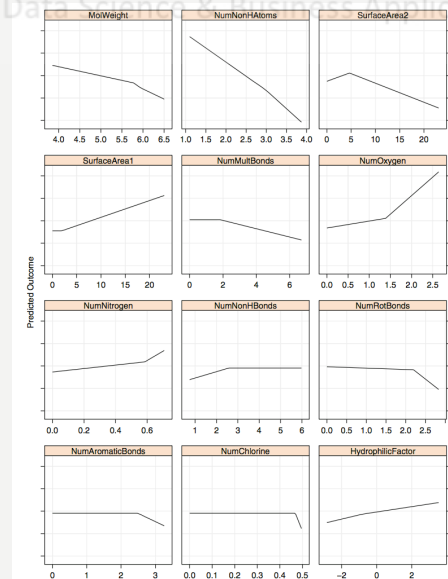 Data Science & Business Applic
MolWeight NumNonHAtoms SurfaceArea2
4.0 4.5 5.0 5.5 6.0 6.5 1.0 1.5 2.0 2.5 3.0 3.5 4.0 0 5 10 15 20
SurfaceArea1 NumMultBonds NumOxygen
0 5 10 15 20 0 2 4 6 0.0 0.5 1.0 1.5 2.0 2.5
Predicted Outcome
NumNitrogen NumNonHBonds NumRotBonds
0.0 0.2 0.4 0.6 1 2 3 4 5 6 0.0 0.5 1.0 1.5 2.0 2.5
NumAromaticBonds NumChlorine HydrophilicFactor
0 1 2 3 0.0 0.1 0.2 0.3 0.4 0.5 −2 0 2